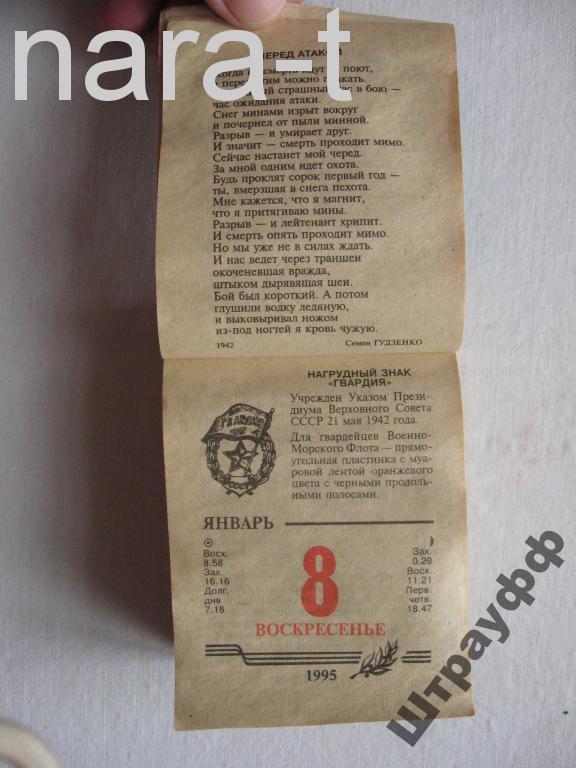 nara-t
ПЕРЕД АТАКОЙ
Когда на смерть идут поют,
перед этим можно плакать.
страшный час в бою —
час ожидания атаки.
Снег минами изрыт вокруг
и почернел от пыли минной.
Разрыв — и умирает друг.
И значит — смерть проходит мимо.
Сейчас настанет мой черед.
За мной одним идет охота.
Будь проклят сорок первый год —
ты, вмерзшая в снега пехота.
Мне кажется, что я магнит,
что я притягиваю мины.
Разрыв — и лейтенант хрипит.
И смерть опять проходит мимо.
Но мы уже не в силах ждать.
И нас ведет через траншеи
окоченевшая вражда,
штыком дырявящая шеи.
Бой был короткий. А потом
глушили водку ледяную,
и выковыривал ножом
из-под ногтей я кровь чужую.
1942 Семен ГУДЗЕНКО
НАГРУДНЫЙ ЗНАК
«ГВАРДИЯ»
Учрежден Указом Прези-
диума Верховного Совета
СССР 21 мая 1942 года.
Для гвардейцев Военно-
Морского Флота — прямо-
угольная пластинка с муа-
ровой лентой оранжевого
цвета с черными продоль-
ными полосами.
ГВАРДИЯ
ЯНВАРЬ
Восх.
8.58
Зах.
16.16
Долг.
дня
7.18
8
Зах.
0.23
Восх.
11.21
Перв.
четв.
18.47
ВОСКРЕСЕНЬЕ
1995
Штрауфф